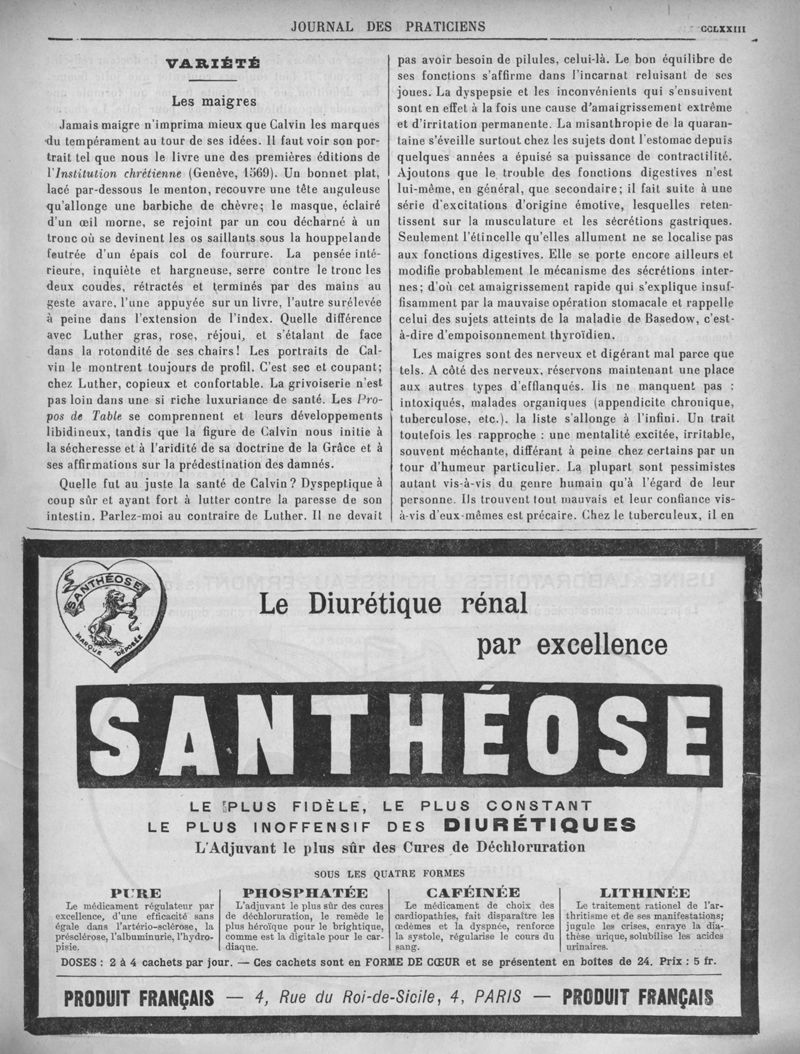 JOURNAL DES PRATICIENS
CCLXXIII
VARIÉTÉ
Les maigres
Jamais maigre n'imprima mieux que Calvin les marques
du tempérament au tour de ses idées. Il faut voir son por-
trait tel que nous le livre une des premières éditions de
l'Institution chrétienne (Genève, 1569). Un bonnet plat,
lacé par-dessous le menton, recouvre une tête anguleuse
qu'allonge une barbiche de chèvre; le masque, éclairé
d'un œil morne, se rejoint par un cou décharné à un
tronc où se devinent les os saillants sous la houppelande
feutrée d'un épais col de fourrure. La pensée inté-
rieure, inquiète et hargneuse, serre contre le tronc les
deux coudes, rétractés et terminés par des mains au
geste avare, l'une appuyée sur un livre, l'autre surélevée
à peine dans l'extension de l'index. Quelle différence
avec Luther gras, rose, réjoui, et s'étalant de face
dans la rotondité de ses chairs! Les portraits de Cal-
vin le montrent toujours de profil. C'est sec et coupant;
chez Luther, copieux et confortable. La grivoiserie n'est
pas loin dans une si riche luxuriance de santé. Les Pro-
pos de Table se comprennent et leurs développements
libidineux, tandis que la figure de Calvin nous initie à
la sécheresse et à l'aridité de sa doctrine de la Grâce et à
ses affirmations sur la prédestination des damnés.
Quelle fut au juste la santé de Calvin? Dyspeptique à
coup sûr et ayant fort à lutter contre la paresse de son
intestin. Parlez-moi au contraire de Luther. Il ne devait
pas avoir besoin de pilules, celui-là. Le bon équilibre de
ses fonctions s'affirme dans l'incarnat reluisant de ses
joues. La dyspepsie et les inconvénients qui s'ensuivent
sont en effet à la fois une cause d'amaigrissement extrême
et d'irritation permanente. La misanthropie de la quaran-
taine s'éveille surtout chez les sujets dont l'estomac depuis
quelques années a épuisé sa puissance de contractilité.
Ajoutons que le trouble des fonctions digestives n'est
lui-même, en général, que secondaire; il fait suite à une
série d'excitations d'origine émotive, lesquelles reten-
tissent sur la musculature et les sécrétions gastriques.
Seulement l'étincelle qu'elles allument ne se localise pas
aux fonctions digestives. Elle se porte encore ailleurs et
modifie probablement le mécanisme des sécrétions inter-
nes; d'où cet amaigrissement rapide qui s'explique insuf-
fisamment par la mauvaise opération stomacale et rappelle
celui des sujets atteints de la maladie de Basedow, c'est-
à-dire d'empoisonnement thyroïdien.
Les maigres sont des nerveux et digérant mal parce que
tels. A côté des nerveux, réservons maintenant une place
aux autres types d'efflanqués. Ils ne manquent pas :
intoxiqués, malades organiques (appendicite chronique,
tuberculose, etc.), la liste s'allonge à l'infini. Un trait
toutefois les rapproche : une mentalité excitée, irritable,
souvent méchante, différant à peine chez certains par un
tour d'humeur particulier. La plupart sont pessimistes
autant vis-à-vis du genre humain qu'à l'égard de leur
personne. Ils trouvent tout mauvais et leur confiance vis-
à-vis d'eux-mêmes est précaire. Chez le tuberculeux, il en
SANTHÉOSE
MARQUE DÉPOSÉE
Le Diurétique rénal
par excellence
SANTHÉOSE
LE PLUS FIDÈLE, LE PLUS CONSTANT
LE PLUS INOFFENSIF DES DIURÉTIQUES
L'Adjuvant le plus sûr des Cures de Déchloruration
SOUS LES QUATRE FORMES
PURE
Le médicament régulateur par
excellence, d'une efficacité sans
égale dans l'artério-sclérose, la
présclérose, l'albuminurie, l'hydro-
pisie.
PHOSPHATÉE
L'adjuvant le plus sûr des cures
de déchloruration, le remède le
plus héroïque pour le brightique,
comme est la digitale pour le car-
diaque.
CAFÉINÉE
Le médicament de choix des
cardiopathies, fait disparaître les
œdèmes et la dyspnée, renforce
la systole, régularise le cours du
sang.
LITHINÉE
Le traitement rationel de l'ar-
thritisme et de ses manifestations;
jugule les crises, enraye la dia-
thèse urique, solubilise les acides
urinaires.
DOSES : 2 à 4 cachets par jour. — Ces cachets sont en FORME DE CŒUR et se présentent en boîtes de 24. Prix : 5 fr.
PRODUIT FRANÇAIS — 4, Rue du Roi-de-Sicile, 4, PARIS — PRODUIT FRANÇAIS